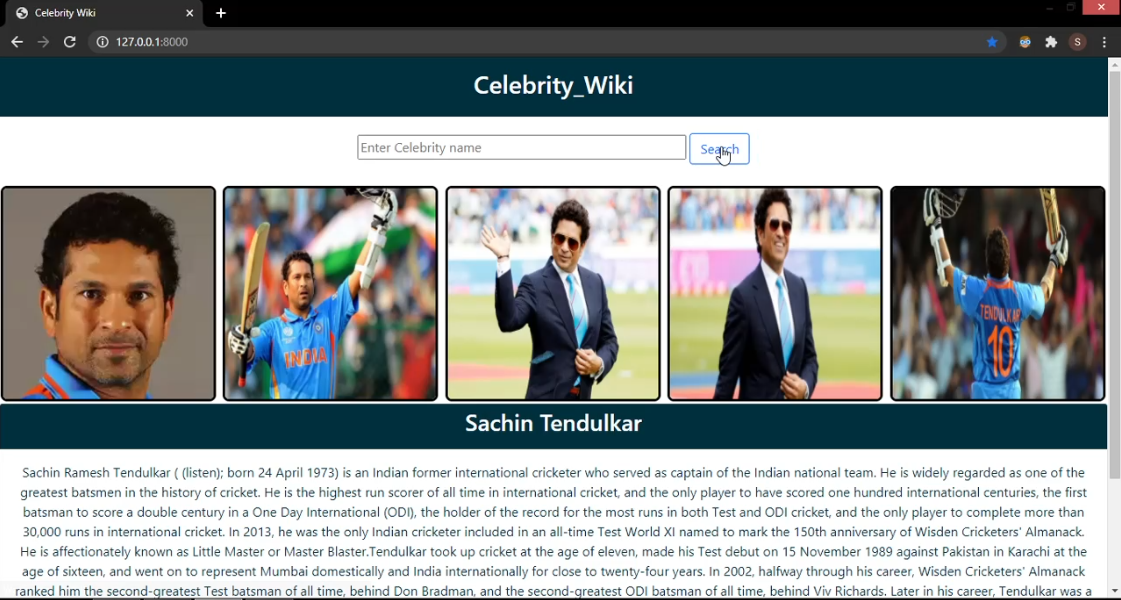 Celebrity Wiki
127.0.0.1:8000
S
Celebrity_Wiki
Enter Celebrity name
Search
INDIA
TENDULKAR
10
Sachin Tendulkar
Sachin Ramesh Tendulkar ( (listen); born 24 April 1973) is an Indian former international cricketer who served as captain of the Indian national team. He is widely regarded as one of the
greatest batsmen in the history of cricket. He is the highest run scorer of all time in international cricket, and the only player to have scored one hundred international centuries, the first
batsman to score a double century in a One Day International (ODI), the holder of the record for the most runs in both Test and ODI cricket, and the only player to complete more than
30,000 runs in international cricket. In 2013, he was the only Indian cricketer included in an all-time Test World XI named to mark the 150th anniversary of Wisden Cricketers' Almanack.
He is affectionately known as Little Master or Master Blaster.Tendulkar took up cricket at the age of eleven, made his Test debut on 15 November 1989 against Pakistan in Karachi at the
age of sixteen, and went on to represent Mumbai domestically and India internationally for close to twenty-four years. In 2002, halfway through his career, Wisden Cricketers' Almanack
ranked him the second-greatest Test batsman of all time, behind Don Bradman, and the second-greatest ODI batsman of all time, behind Viv Richards. Later in his career, Tendulkar was a